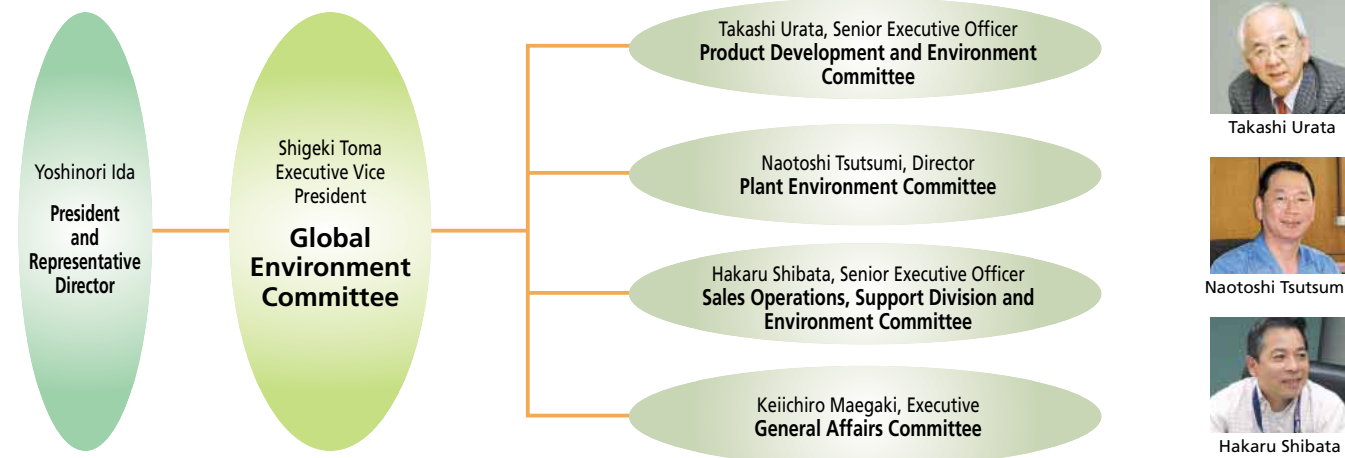 Yoshinori Ida
President
and
Representative
Director
Shigeki Toma
Executive Vice
President
Global
Environment
Committee
Takashi Urata, Senior Executive Officer
Product Development and Environment
Committee
Naotoshi Tsutsumi, Director
Plant Environment Committee
Hakaru Shibata, Senior Executive Officer
Sales Operations, Support Division and
Environment Committee
Keiichiro Maegaki, Executive
General Affairs Committee
Takashi Urata
Naotoshi Tsutsum
Hakaru Shibata